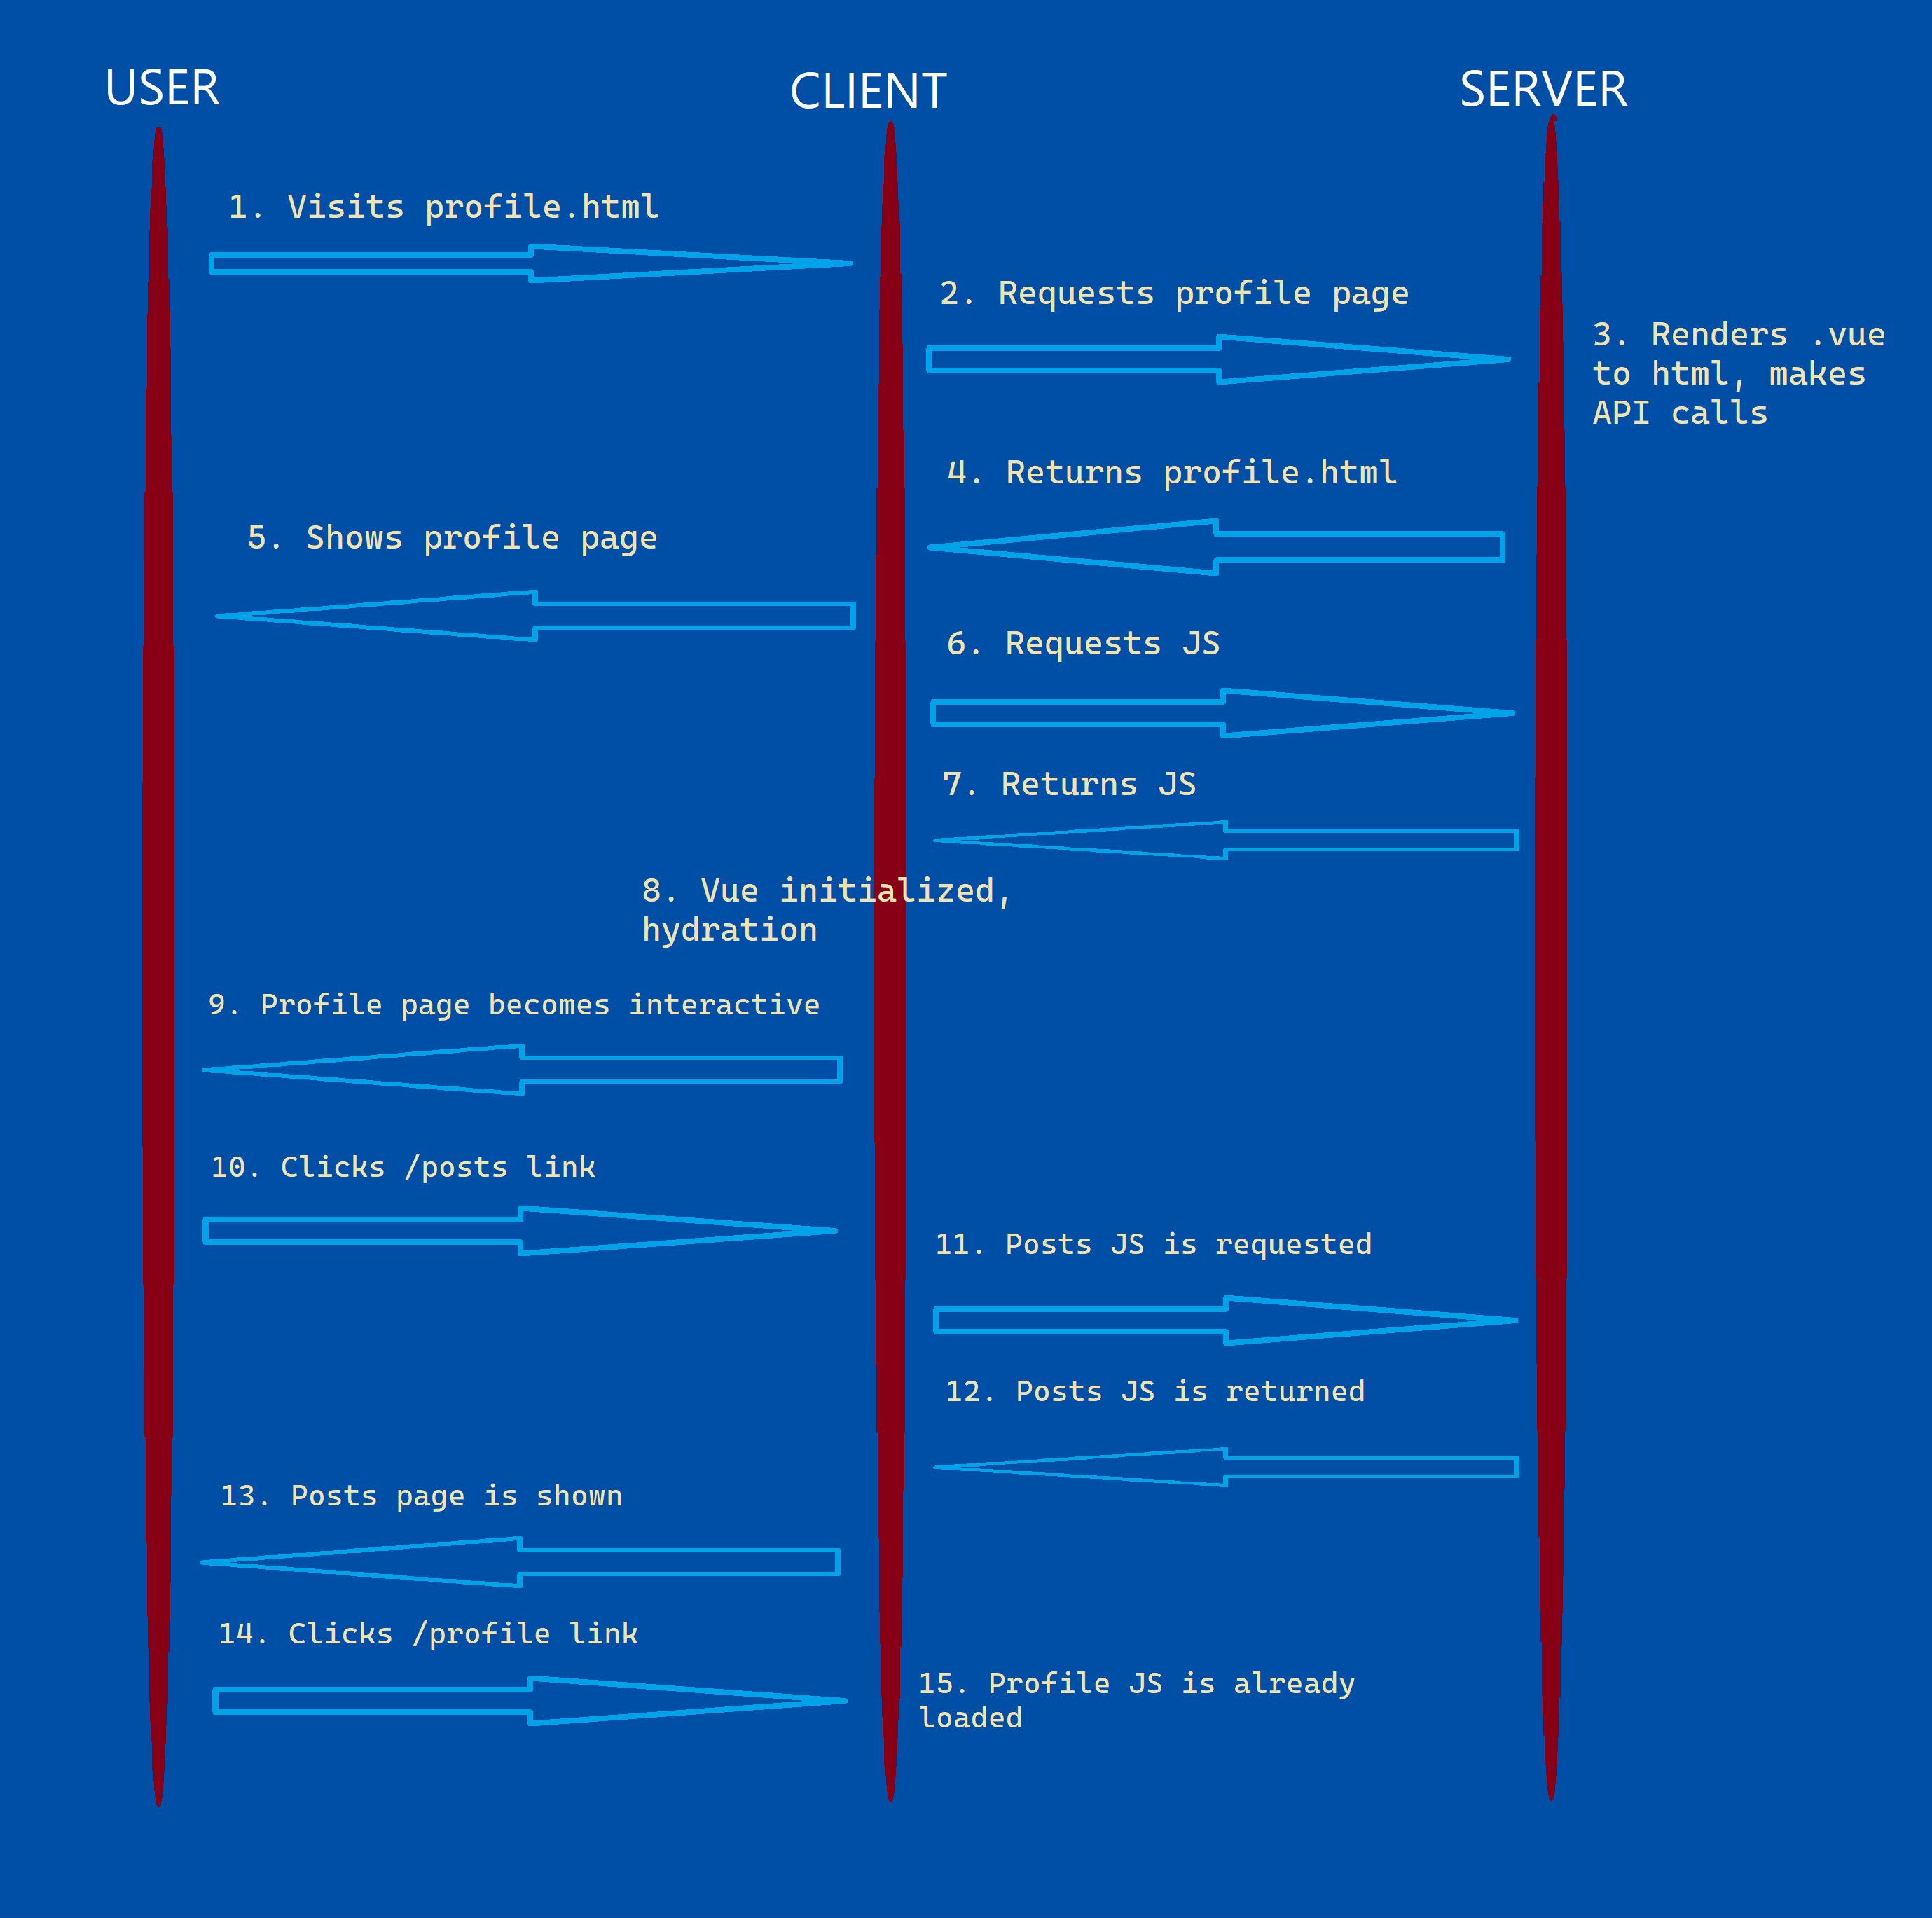 USER
CLIENT
SERVER
1. Visits profile.html
2. Requests profile page
3. Renders .vue
to html, makes
API calls
4. Returns profile.html
5. Shows profile page
6. Requests JS
7. Returns JS
8. Vue initialized,
hydration
9. Profile page becomes interactive
10. Clicks /posts link
11. Posts JS is requested
12. Posts JS is returned
13. Posts page is shown
14. Clicks /profile link
15. Profile JS is already
loaded